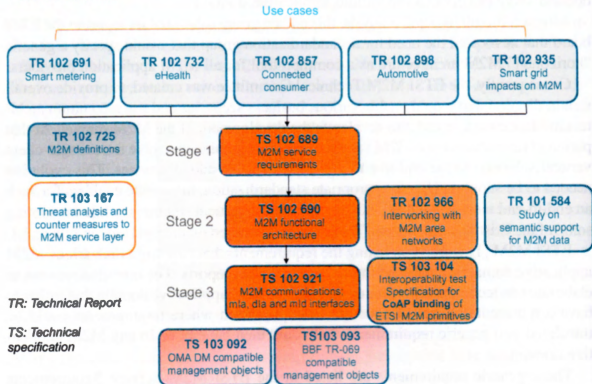 Use cases
TR 102 691
Smart metering
TR 102 732
eHealth
TR 102 857
Connected
consumer
TR 102 898
Automotive
TR 102 935
Smart grid
impacts on M2M
TR 102 725
M2M definitions
Stage 1
TS 102 689
M2M service
requirements
TR 103 167
Threat analysis and
counter measures to
M2M service layer
Stage 2
TS 102 690
M2M functional
architecture
TR 102 966
Interworking with
M2M area
networks
TR 101 584
Study on
semantic support
for M2M data
Stage 3
TS 102 921
M2M communications:
mIa, dIa and mId interfaces
TS 103 104
Interoperability test
Specification for
CoAP binding of
ETSI M2M primitives
TR: Technical Report
TS: Technical
specification
TS 103 092
OMA DM compatible
management objects
TS103 093
BBF TR-069
compatible
management objects